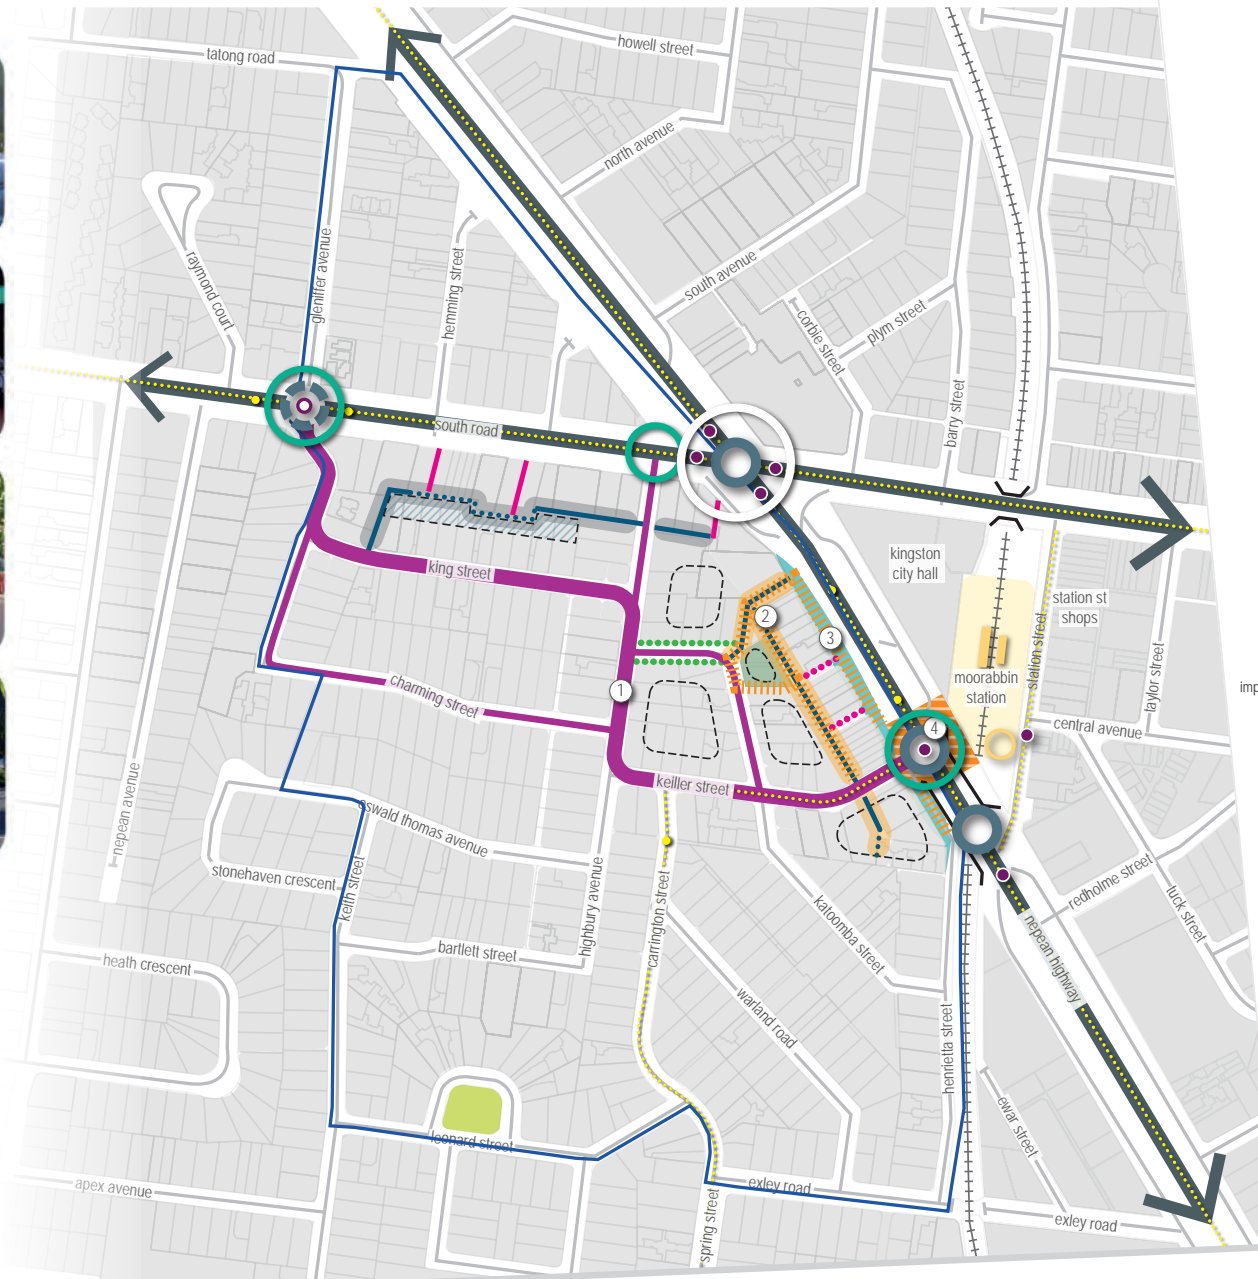 howell street
tatong road
north avenue
raymond court
gleniffer avenue
hemming street
south avenue
corbie street
plym street
barry street
south road
kingston
city hall
king street
station st
shops
2
3
station street
taylor street
moorabbin
station
imp
1
charming street
4
central avenue
keiller street
nepean avenue
oswald thomas avenue
stonehaven crescent
keith street
highbury avenue
carrington street
katoomba street
redholme street
luck street
nepean highway
bartlett street
heath crescent
warland road
henrietta street
ewar street
leonard street
apex avenue
exley road
spring street
exley road